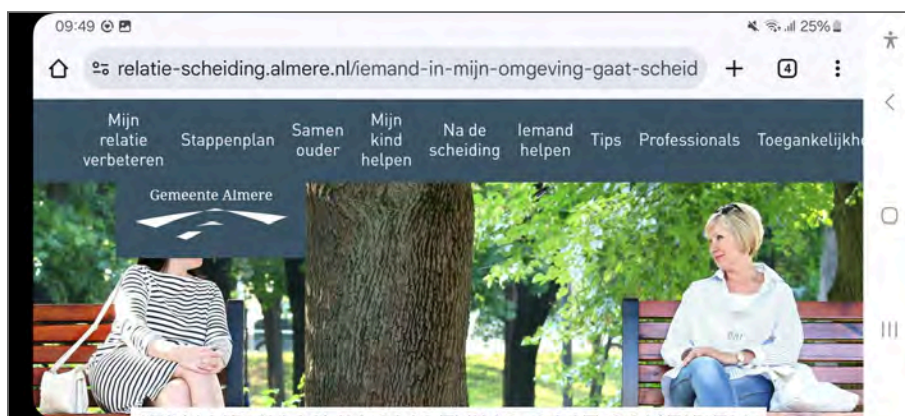 09:49
25%
relatie-scheiding.almere.nl/iemand-in-mijn-omgeving-gaat-scheid
4
Mijn relatie verbeteren
Stappenplan
Samen ouder
Mijn kind helpen
Na de scheiding
Iemand helpen
Tips
Professionals
Toegankelijkhe
Gemeente Almere